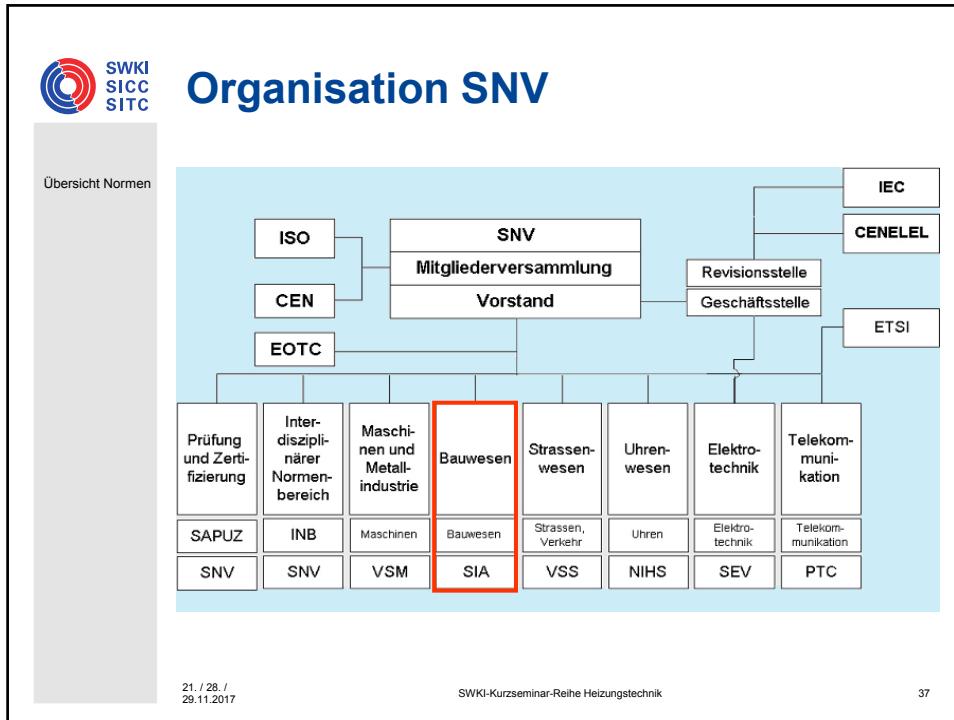 SWKI
SICC
SITC
Organisation SNV
Übersicht Normen
IEC
CENELEL
ISO
CEN
EOTC
SNV
Mitgliederversammlung
Vorstand
Revisionsstelle
Geschäftsstelle
ETSI
Prüfung
und Zerti-
fizierung
SAPUZ
SNV
Inter-
diszipli-
närer
Normen-
bereich
INB
SNV
Maschi-
nen und
Metall-
industrie
Maschinen
VSM
Bauwesen
Bauwesen
SIA
Strassen-
wesen
Strassen,
Verkehr
VSS
Uhren-
wesen
Uhren
NIHS
Elektro-
technik
Elektro-
technik
SEV
Telekom-
muni-
kation
Telekom-
munikation
PTC
21. / 28. /
29.11.2017
SWKI-Kurzseminar-Reihe Heizungstechnik
37